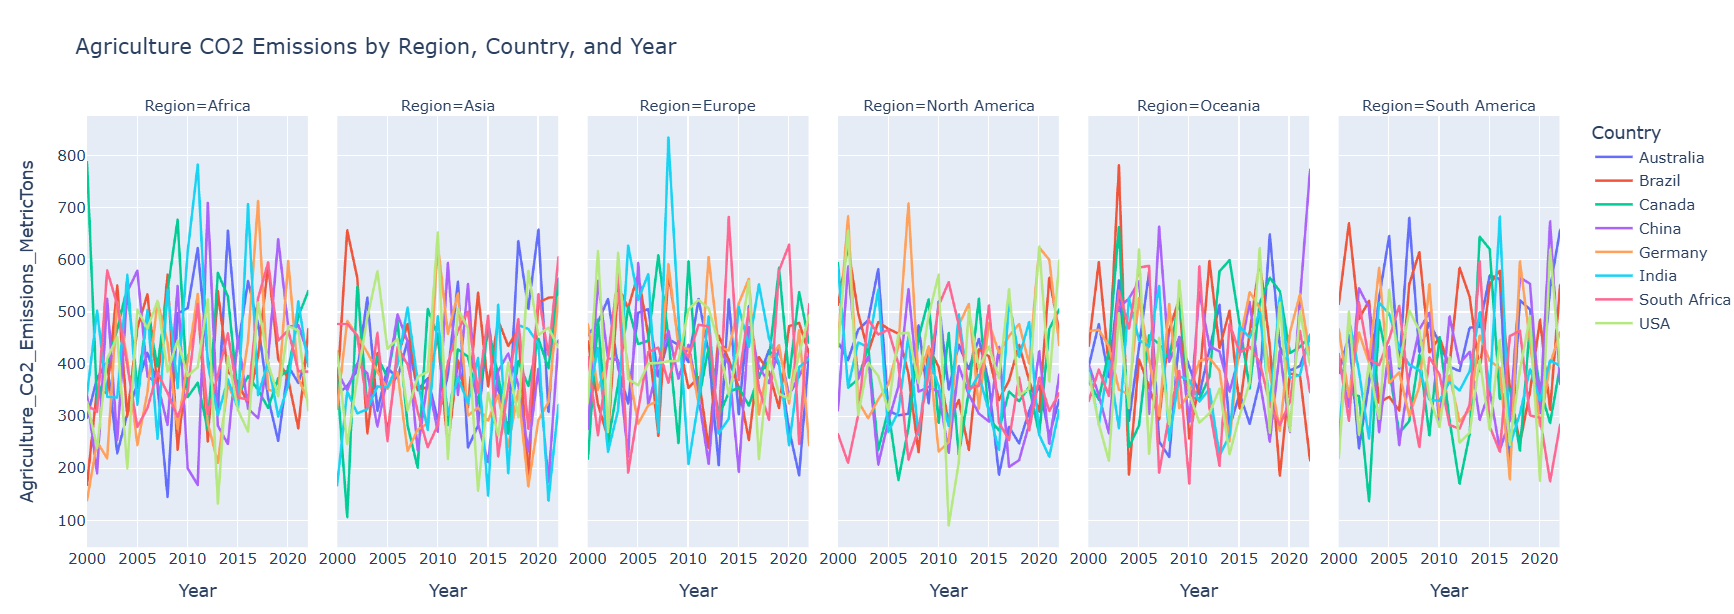 Agriculture CO2 Emissions by Region, Country, and Year
Region=Africa
Region=Asia
Region=Europe
Region=North America
Region=Oceania
Region=South America
Agriculture_Co2_Emissions_MetricTons
800
700
600
500
400
300
200
100
2000 2005 2010 2015 2020
2000 2005 2010 2015 2020
2000 2005 2010 2015 2020
2000 2005 2010 2015 2020
2000 2005 2010 2015 2020
2000 2005 2010 2015 2020
Year
Year
Year
Year
Year
Year
Country
Australia
Brazil
Canada
China
Germany
India
South Africa
USA